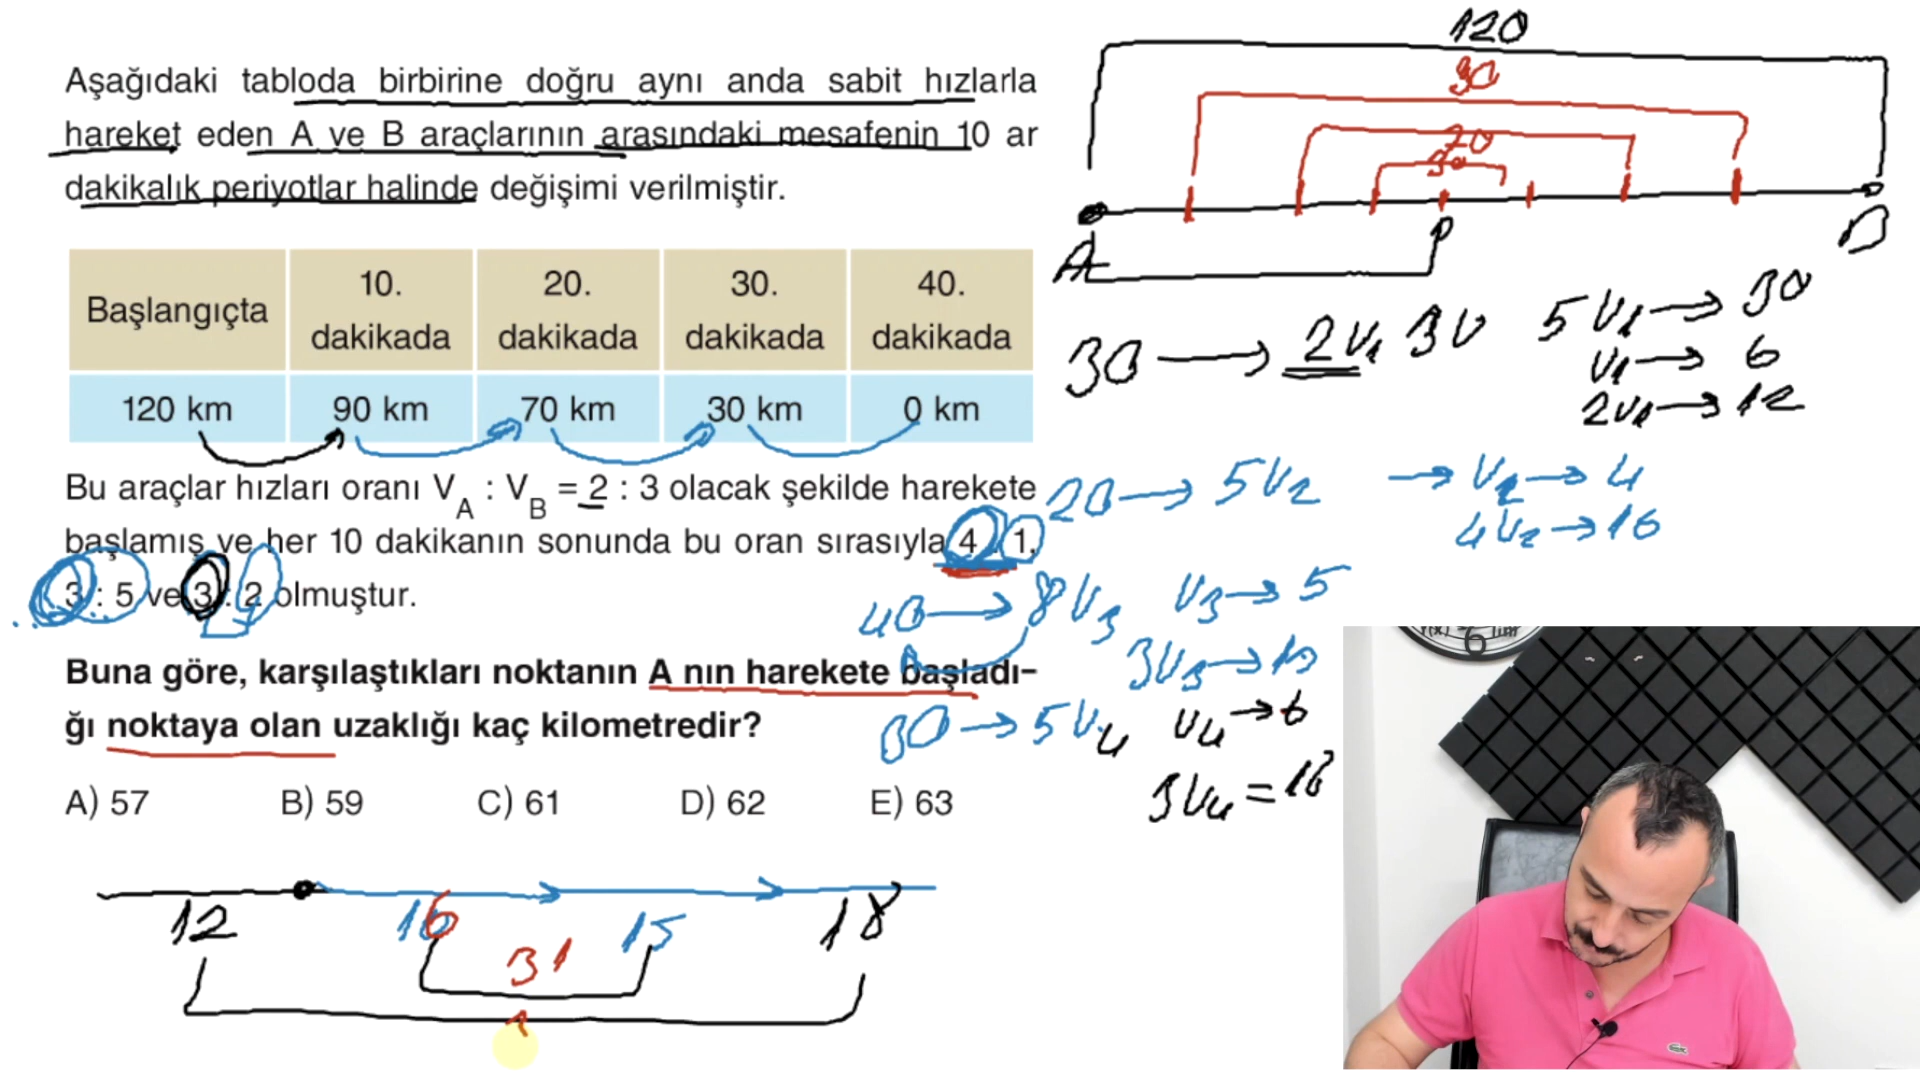 Aşağıdaki tabloda birbirine doğru aynı anda sabit hızlarla
hareket eden A ve B araçlarının arasındaki mesafenin 10 ar
dakikalık periyotlar halinde değişimi verilmiştir.
Başlangıçta 10. dakikada 20. dakikada 30. dakikada 40. dakikada
120 km 90 km 70 km 30 km 0 km
Bu araçlar hızları oranı V_A : V_B = 2 : 3 olacak şekilde harekete
başlamış ve her 10 dakikanın sonunda bu oran sırasıyla 4 : 1,
3 : 5 ve 3 : 2 olmuştur.
Buna göre, karşılaştıkları noktanın A nın harekete başladı-
ğı noktaya olan uzaklığı kaç kilometredir?
A) 57 B) 59 C) 61 D) 62 E) 63
12 16 15 18
31
120
90
70
30
A P B
30 → 2V₁ 3V 5V₁ → 30
V₁ → 6
2V₁ → 12
20 → 5V₂ → V₂ → 4
4V₂ → 16
40 → 8V₃ V₃ → 5
3V₃ → 15
30 → 5V₄ V₄ → 6
3V₄ = 18